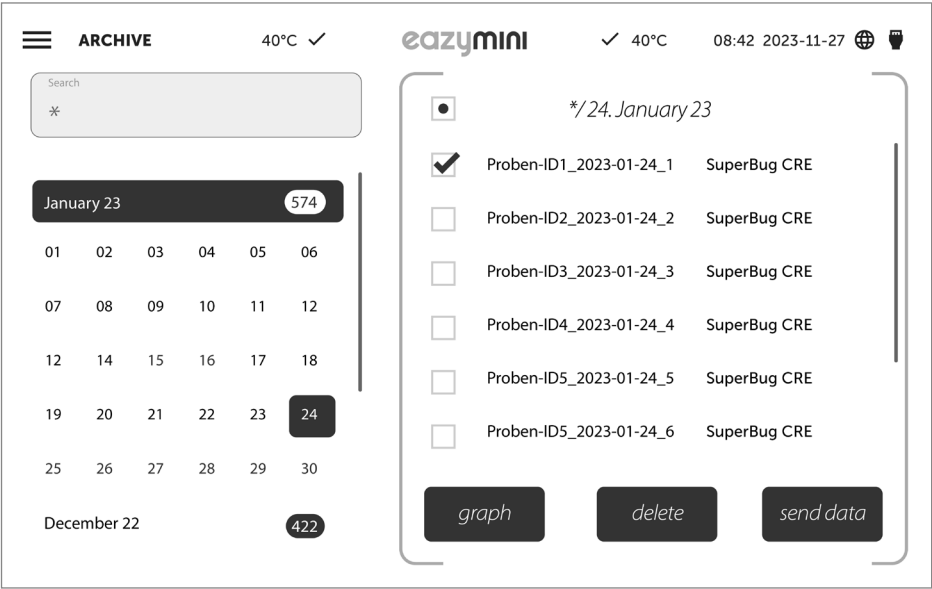 ARCHIVE 40°C ✓
eazymini ✓ 40°C 08:42 2023-11-27
Search
*
January 23 574
01 02 03 04 05 06
07 08 09 10 11 12
12 14 15 16 17 18
19 20 21 22 23 24
25 26 27 28 29 30
December 22 422
*/ 24. January 23
Proben-ID1_2023-01-24_1 SuperBug CRE
Proben-ID2_2023-01-24_2 SuperBug CRE
Proben-ID3_2023-01-24_3 SuperBug CRE
Proben-ID4_2023-01-24_4 SuperBug CRE
Proben-ID5_2023-01-24_5 SuperBug CRE
Proben-ID5_2023-01-24_6 SuperBug CRE
graph delete send data